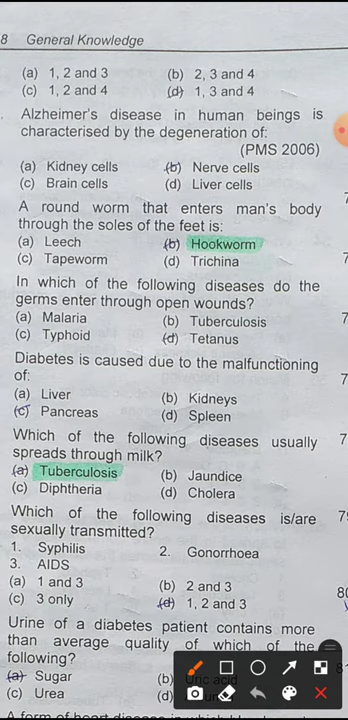 8 General Knowledge
(a) 1, 2 and 3 (b) 2, 3 and 4
(c) 1, 2 and 4 (d) 1, 3 and 4
Alzheimer's disease in human beings is
characterised by the degeneration of:
(PMS 2006)
(a) Kidney cells (b) Nerve cells
(c) Brain cells (d) Liver cells
A round worm that enters man's body
through the soles of the feet is:
(a) Leech (b) Hookworm
(c) Tapeworm (d) Trichina
In which of the following diseases do the
germs enter through open wounds?
(a) Malaria (b) Tuberculosis
(c) Typhoid (d) Tetanus
Diabetes is caused due to the malfunctioning
of:
(a) Liver (b) Kidneys
(c) Pancreas (d) Spleen
Which of the following diseases usually
spreads through milk?
(a) Tuberculosis (b) Jaundice
(c) Diphtheria (d) Cholera
Which of the following diseases is/are
sexually transmitted?
1. Syphilis 2. Gonorrhoea
3. AIDS
(a) 1 and 3 (b) 2 and 3
(c) 3 only (d) 1, 2 and 3
Urine of a diabetes patient contains more
than average quality of which of the
following?
(a) Sugar (b) Uric acid
(c) Urea (d)
A form of heart